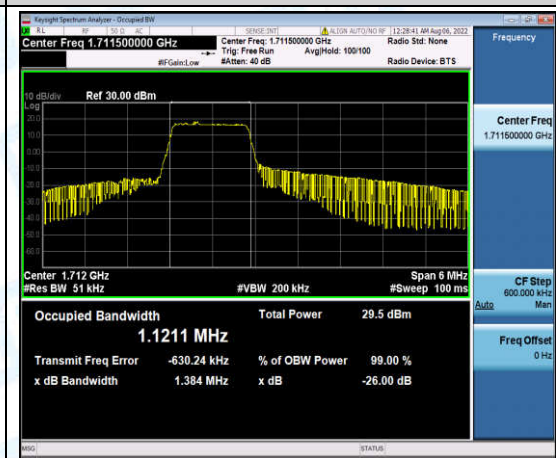 Keysight Spectrum Analyzer - Occupied BW
RL RF 50 Ω AC SENSE:INT ALIGN AUTO/NO RF 12:28:41 AM Aug 06, 2022
Center Freq 1.711500000 GHz Center Freq: 1.711500000 GHz Radio Std: None Frequency
Trig: Free Run Avg|Hold: 100/100
#IFGain:Low #Atten: 40 dB Radio Device: BTS
10 dB/div Ref 30.00 dBm
Log
20.0
10.0
0.00
-10.0
-20.0
-30.0
-40.0
-50.0
-60.0
Center Freq
1.711500000 GHz
Center 1.712 GHz Span 6 MHz
#Res BW 51 kHz #VBW 200 kHz #Sweep 100 ms
CF Step
600.000 kHz
Auto Man
Occupied Bandwidth Total Power 29.5 dBm
1.1211 MHz
Transmit Freq Error -630.24 kHz % of OBW Power 99.00 %
x dB Bandwidth 1.384 MHz x dB -26.00 dB
Freq Offset
0 Hz
MSG STATUS